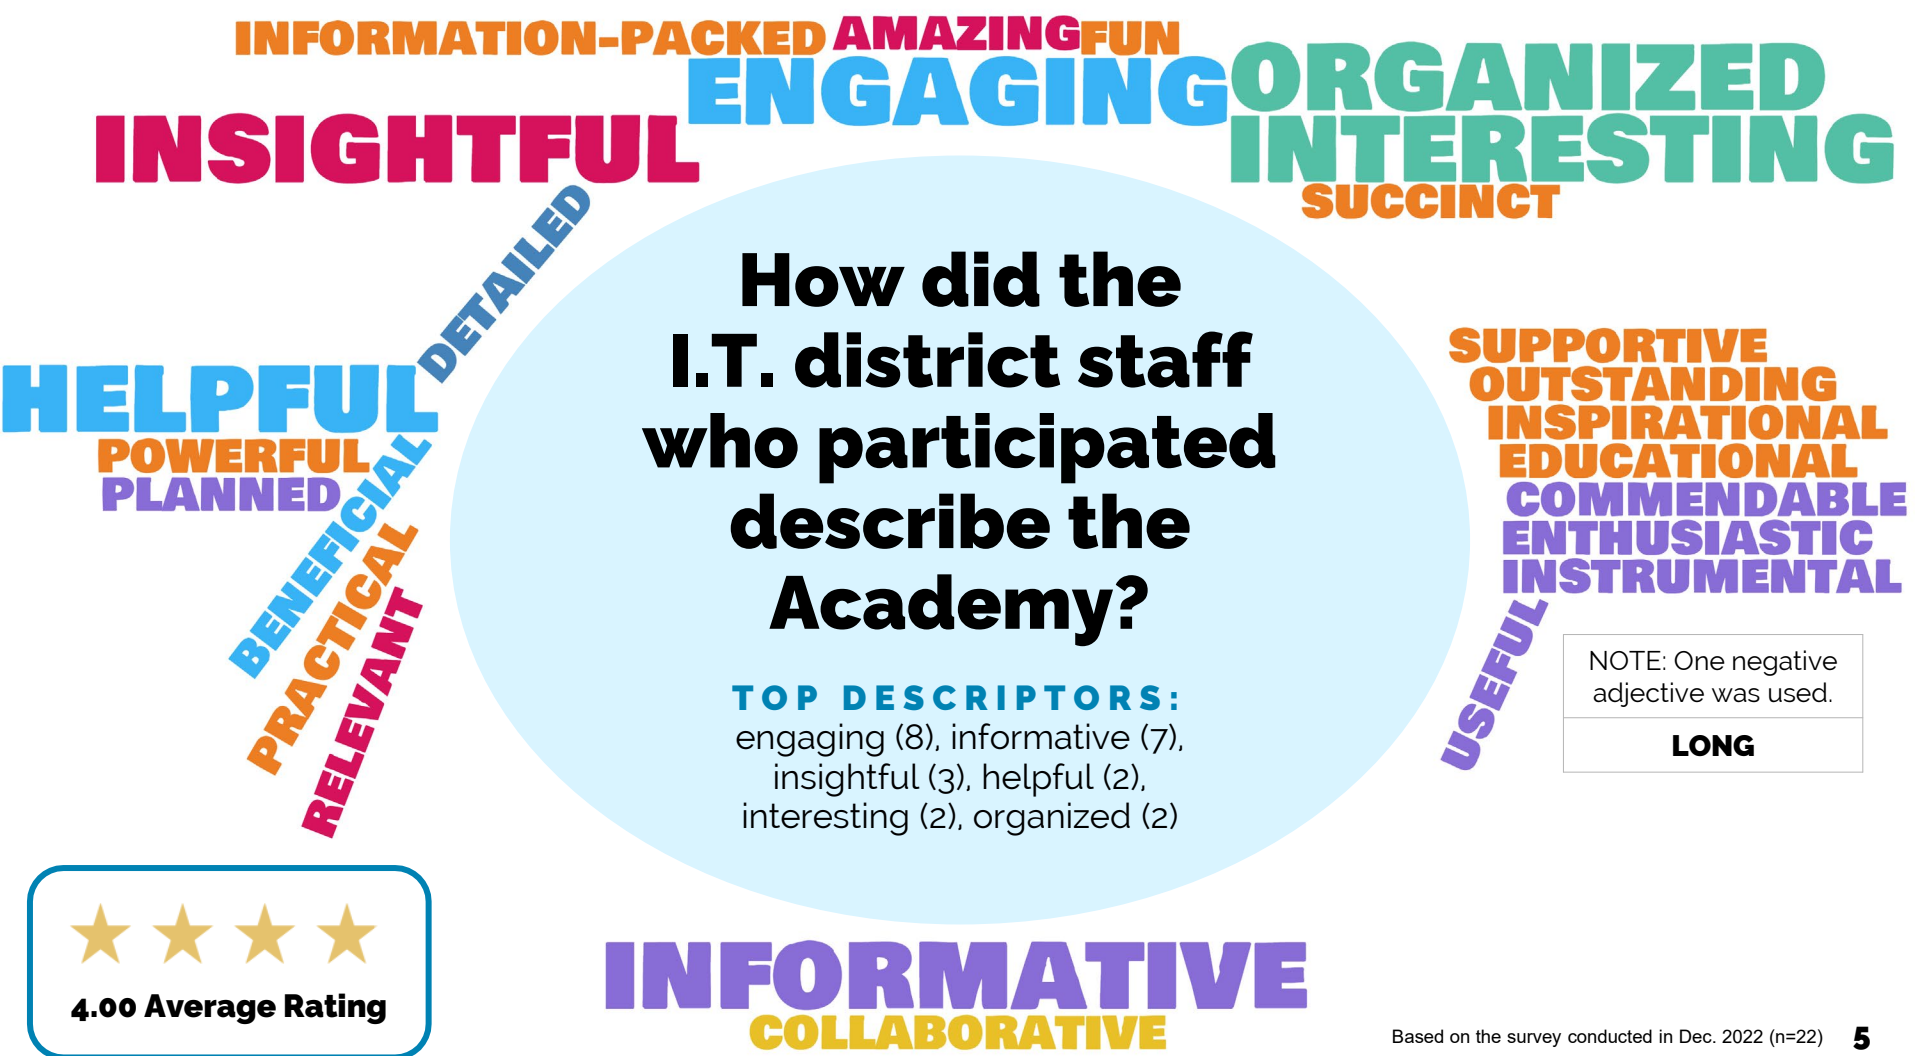 INFORMATION-PACKED AMAZING FUN
ENGAGING
ORGANIZED
INSIGHTFUL
INTERESTING
SUCCINCT
DETAILED
How did the
I.T. district staff
who participated
describe the
Academy?
TOP DESCRIPTORS:
engaging (8), informative (7),
insightful (3), helpful (2),
interesting (2), organized (2)
HELPFUL
POWERFUL
PLANNED
BENEFICIAL
PRACTICAL
RELEVANT
SUPPORTIVE
OUTSTANDING
INSPIRATIONAL
EDUCATIONAL
COMMENDABLE
ENTHUSIASTIC
INSTRUMENTAL
USEFUL
NOTE: One negative
adjective was used.
LONG
4.00 Average Rating
INFORMATIVE
COLLABORATIVE
Based on the survey conducted in Dec. 2022 (n=22) 5